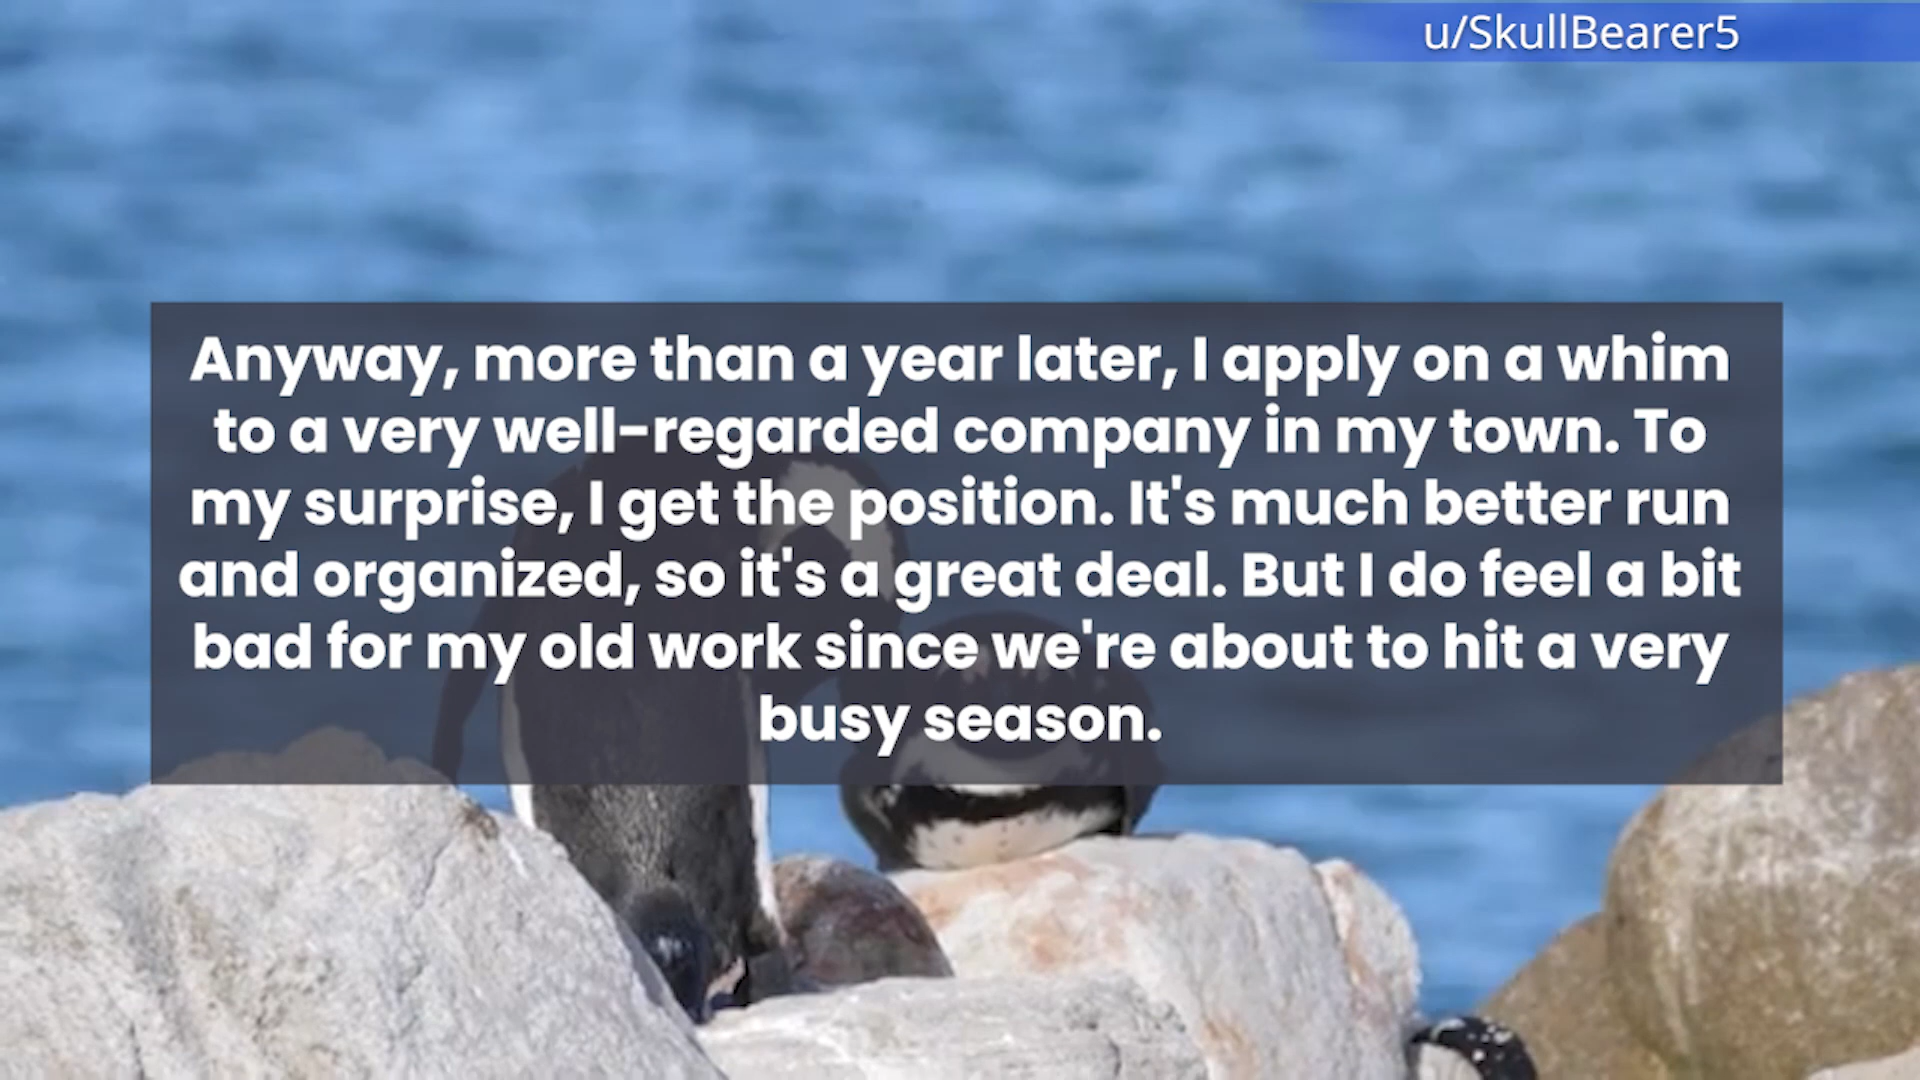 u/SkullBearer5
Anyway, more than a year later, I apply on a whim
to a very well-regarded company in my town. To
my surprise, I get the position. It's much better run
and organized, so it's a great deal. But I do feel a bit
bad for my old work since we're about to hit a very
busy season.